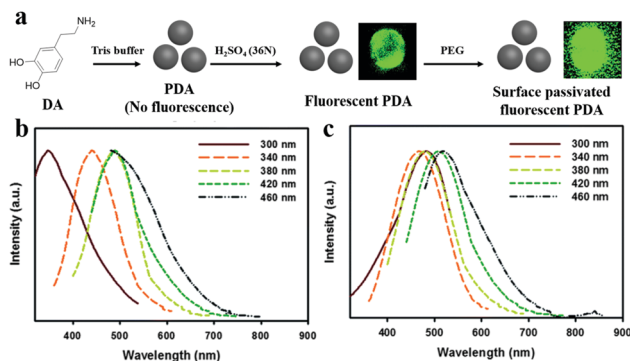 a
NH₂
HO
HO
DA
Tris buffer
PDA
(No fluorescence)
H₂SO₄ (36N)
Fluorescent PDA
PEG
Surface passivated
fluorescent PDA
b
Intensity (a.u.)
300 nm
340 nm
380 nm
420 nm
460 nm
400 500 600 700 800 900
Wavelength (nm)
c
Intensity (a.u.)
300 nm
340 nm
380 nm
420 nm
460 nm
400 500 600 700 800 900
Wavelength (nm)